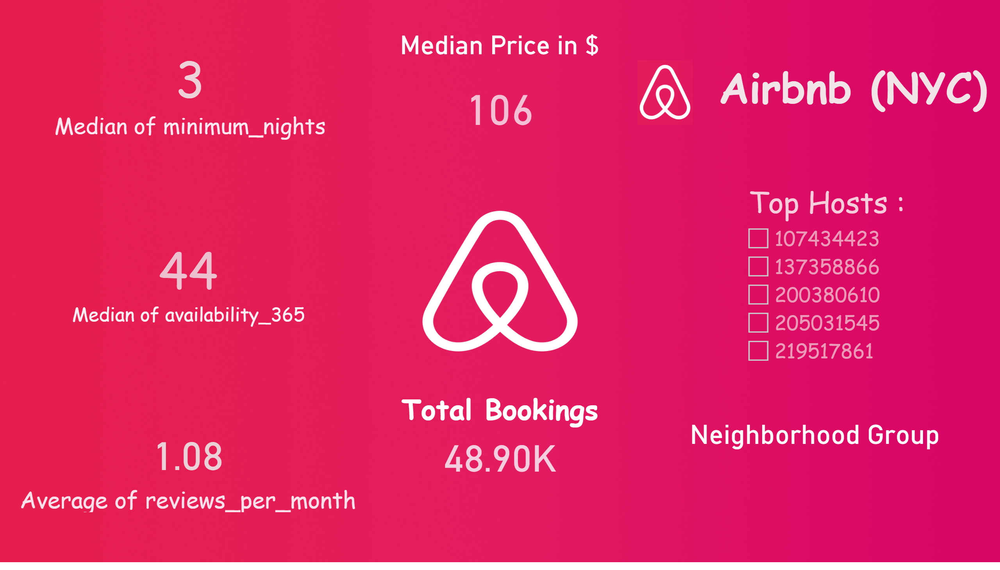 3
Median of minimum_nights
44
Median of availability_365
1.08
Average of reviews_per_month
Median Price in $
106
Total Bookings
48.90K
Airbnb (NYC)
Top Hosts :
107434423
137358866
200380610
205031545
219517861
Neighborhood Group